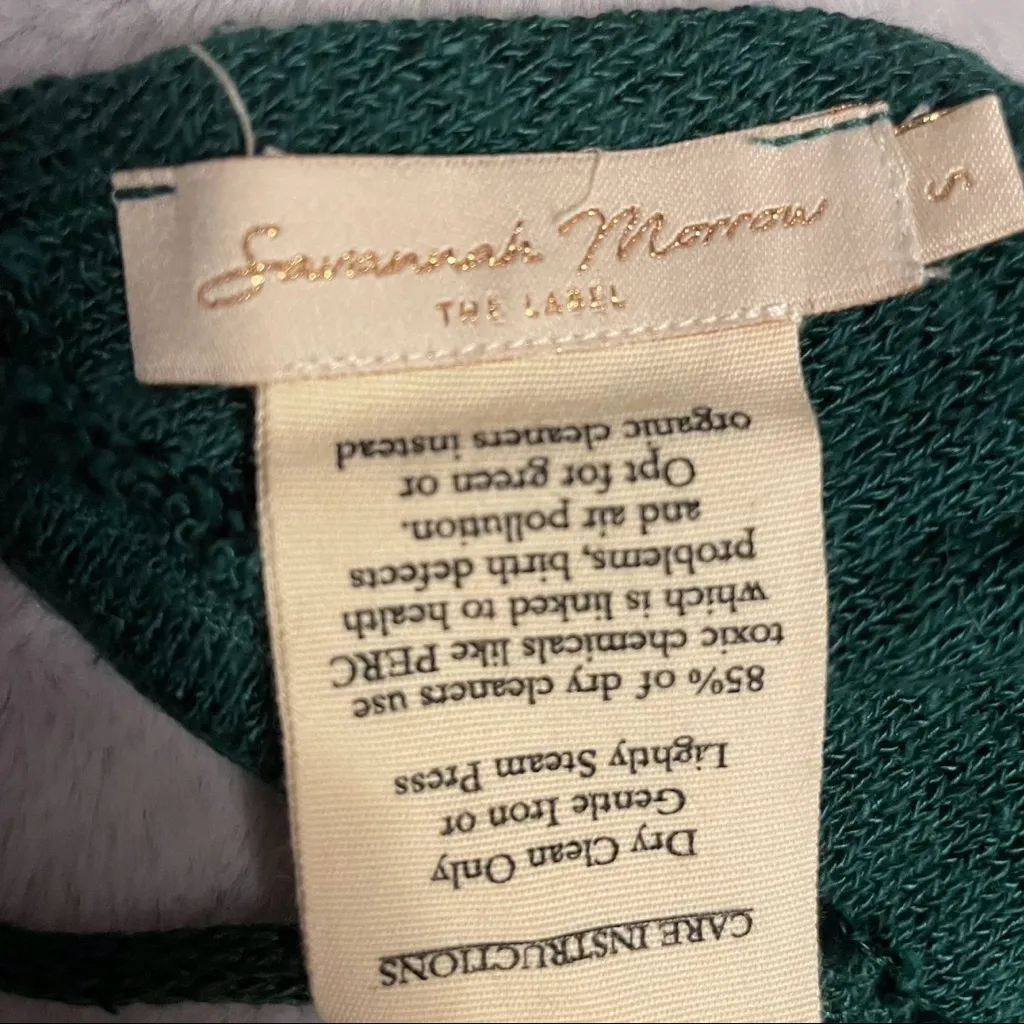 Savannah Morrow
THE LABEL
S
CARE INSTRUCTIONS
Dry Clean Only
Gentle Iron or
Lightly Steam Press
85% of dry cleaners use
toxic chemicals like PERC
which is linked to health
problems, birth defects
and air pollution.
Opt for green or
organic cleaners instead